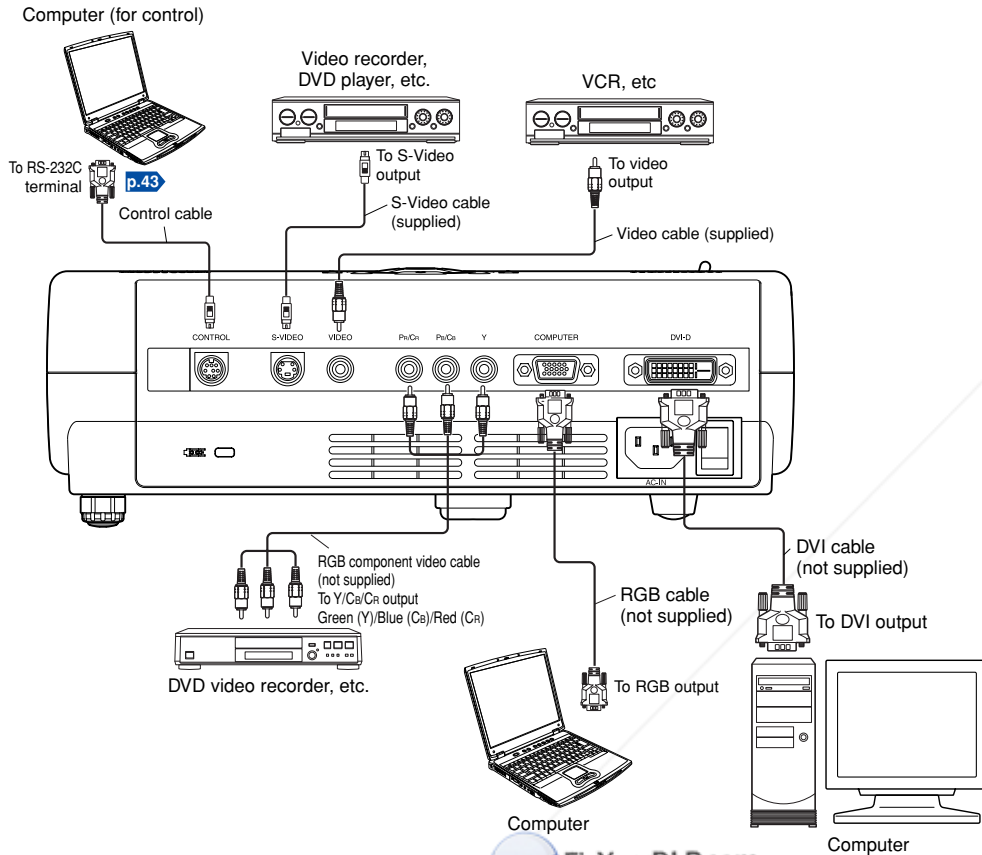 Computer (for control)
Video recorder,
DVD player, etc.
VCR, etc
To RS-232C
terminal
p.43
To S-Video
output
To video
output
Control cable
S-Video cable
(supplied)
Video cable (supplied)
CONTROL
S-VIDEO
VIDEO
PR/CR
PB/CB
Y
COMPUTER
DVI-D
AC-IN
RGB component video cable
(not supplied)
To Y/CB/CR output
Green (Y)/Blue (CB)/Red (CR)
DVD video recorder, etc.
RGB cable
(not supplied)
To RGB output
Computer
DVI cable
(not supplied)
To DVI output
Computer